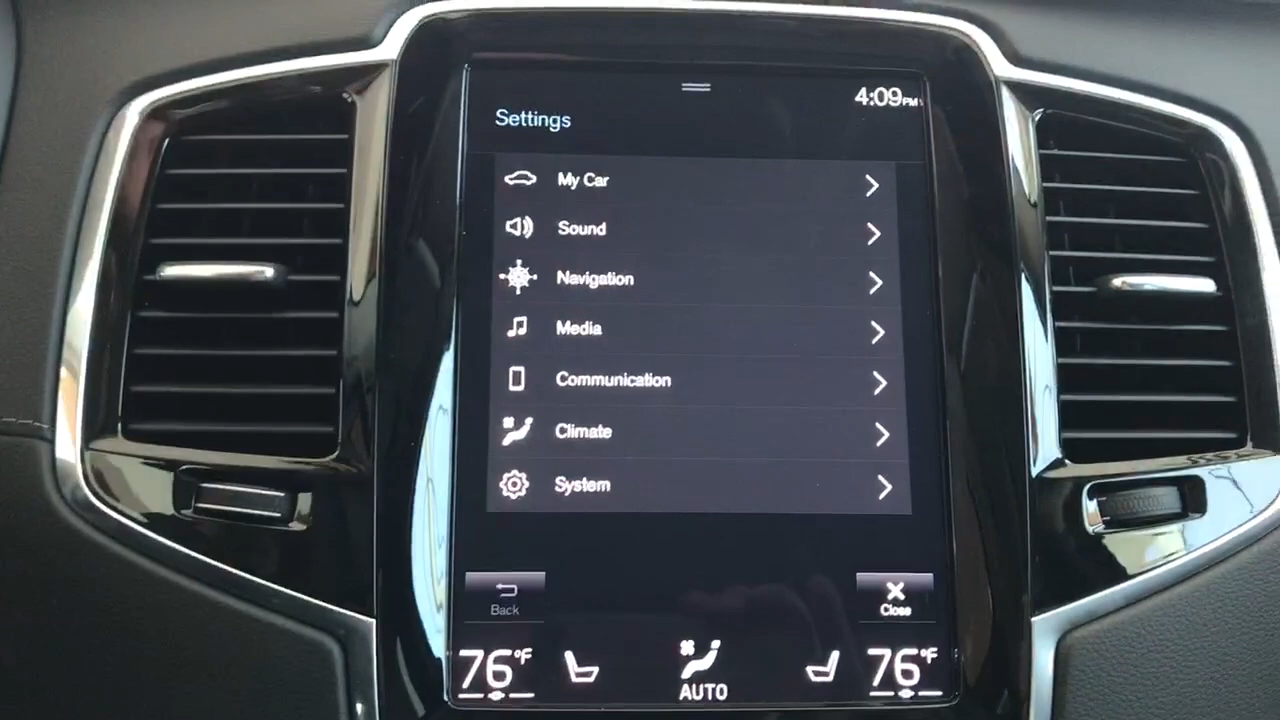 4:09PM
Settings
My Car
Sound
Navigation
Media
Communication
Climate
System
Back
Close
76°F
AUTO
76°F